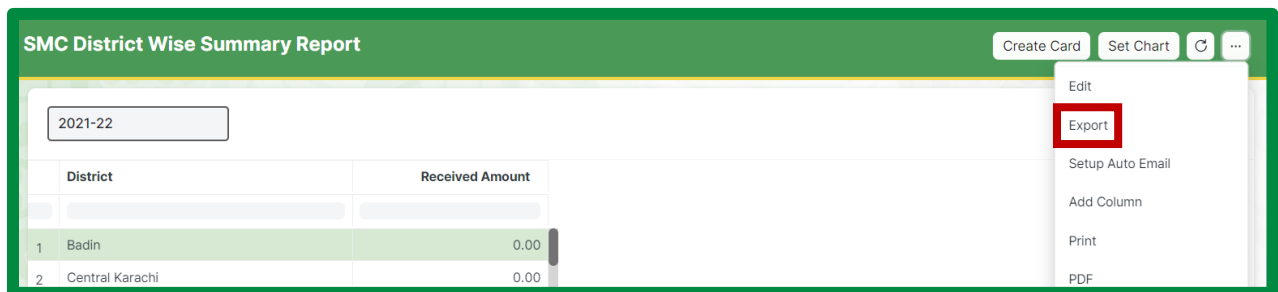 SMC District Wise Summary Report Create Card Set Chart ...
Edit
2021-22
Export
Setup Auto Email
District Received Amount
Add Column
Print
1 Badin 0.00
2 Central Karachi 0.00
PDF